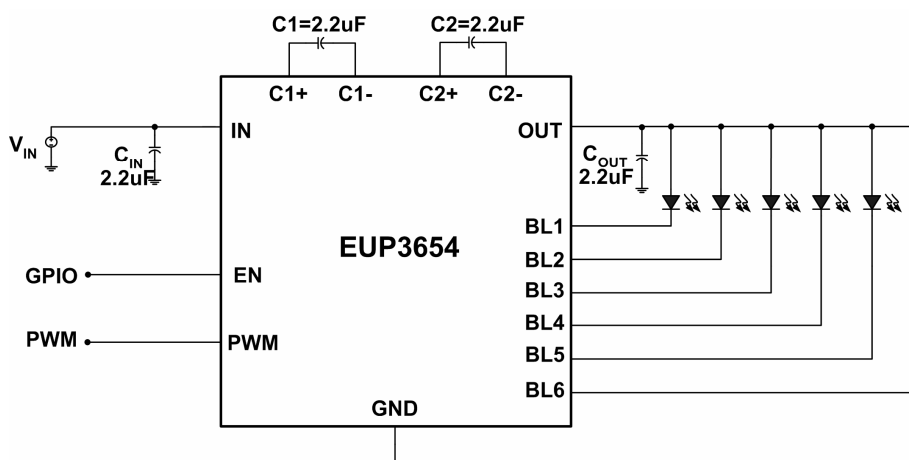 C1=2.2uF
C2=2.2uF
C1+ C1- C2+ C2-
IN
OUT
VIN
CIN
2.2uF
COUT
2.2uF
BL1
EUP3654
BL2
GPIO
EN
BL3
BL4
PWM
PWM
BL5
BL6
GND